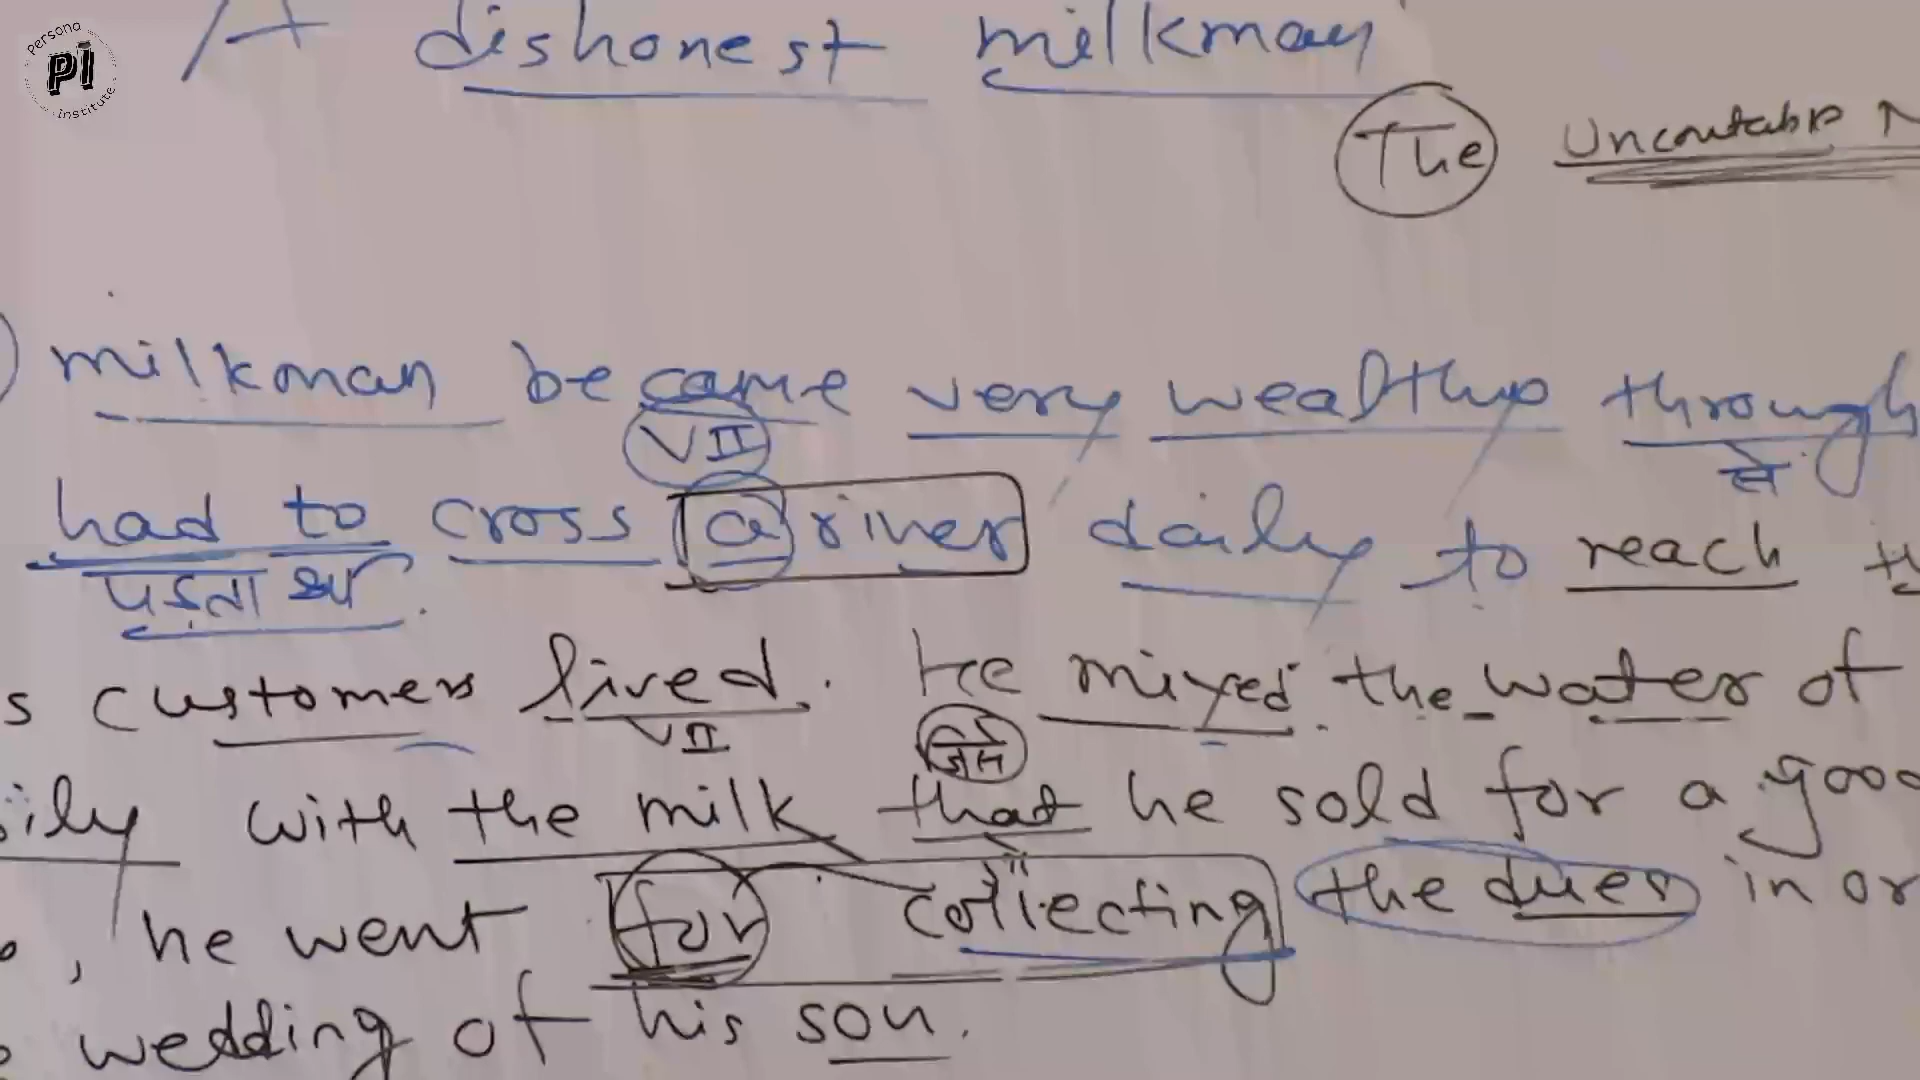 Persona
PI
institute
A dishonest milkman
The
milkman became very wealthy through
VII
से
had to cross a river daily to reach
पड़ता था
s customers lived. He mixed the water of
VII
जिसे
ily with the milk that he sold for a
, he went for collecting the dues in
wedding of his son.